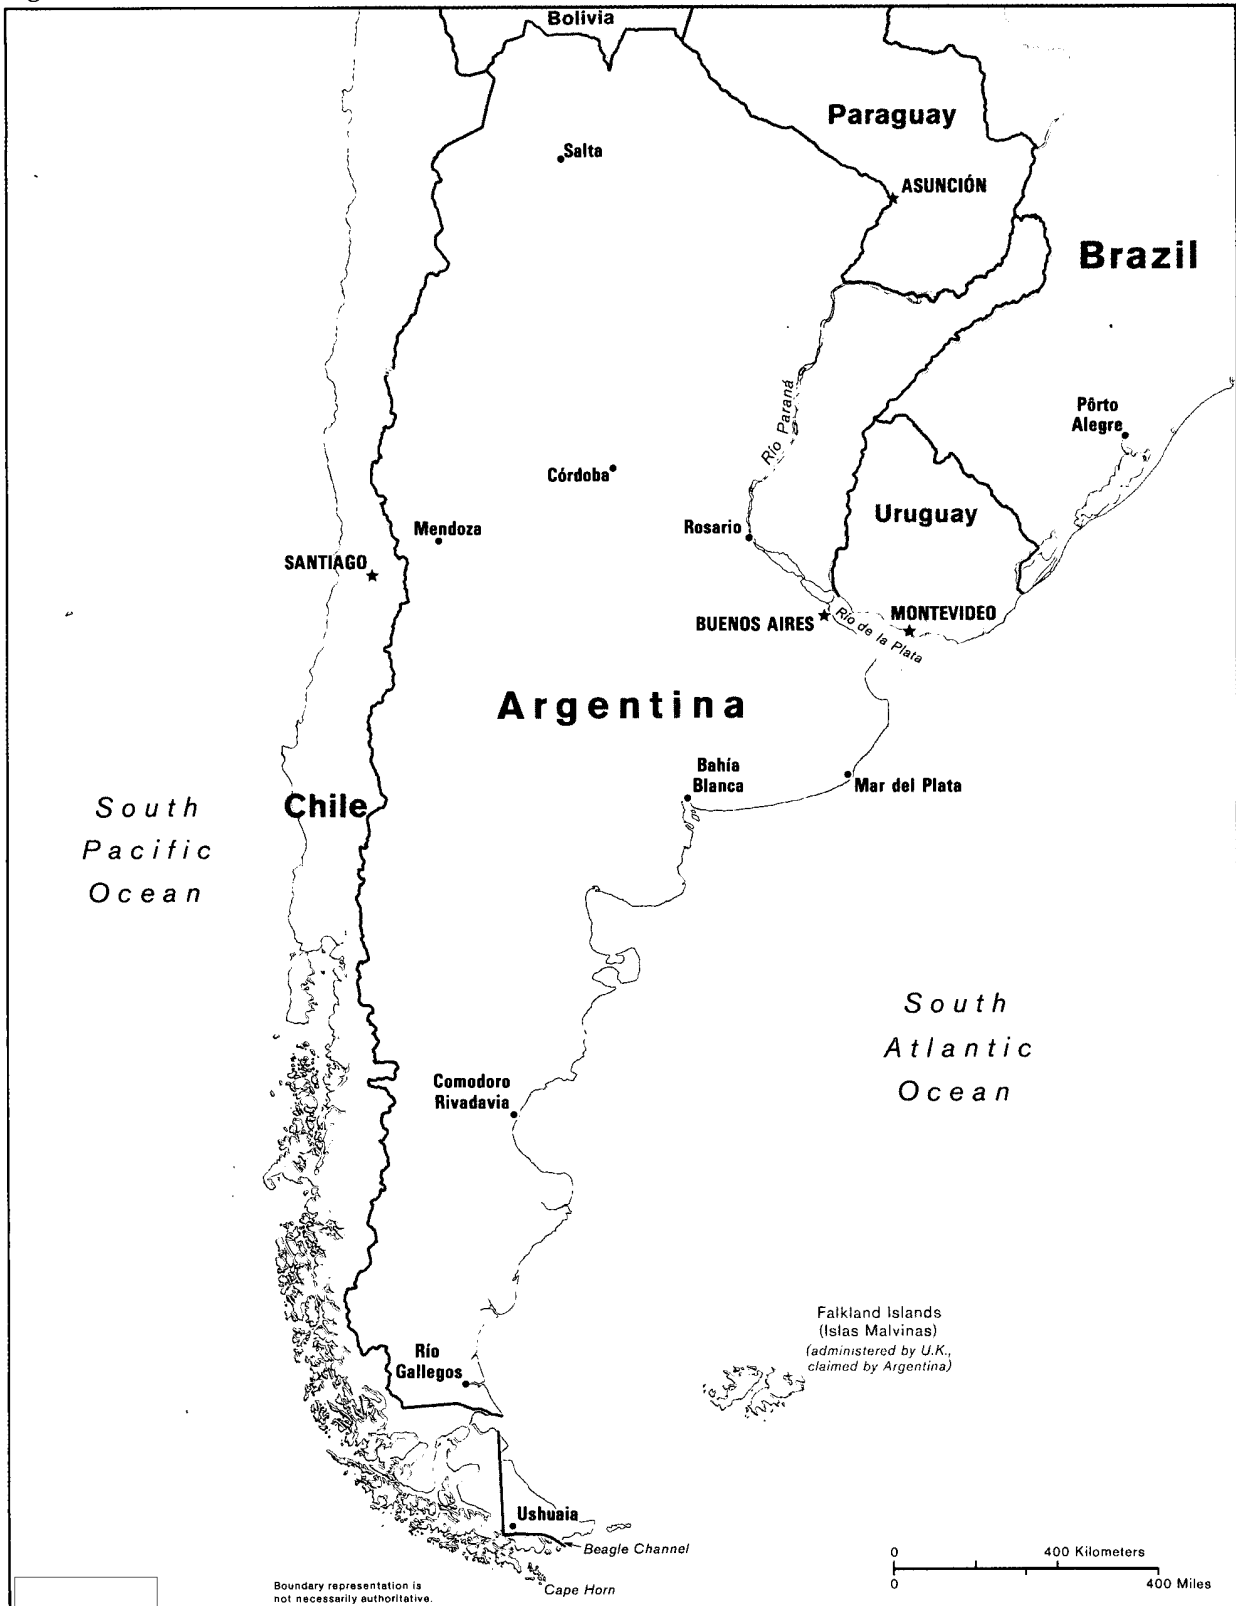 Bolivia
Paraguay
Salta
ASUNCIÓN
Brazil
Pôrto
Alegre
Río Paraná
Córdoba
Uruguay
Mendoza
Rosario
SANTIAGO
BUENOS AIRES
Río de la Plata
MONTEVIDEO
Argentina
Bahía
Blanca
Mar del Plata
Chile
South
Pacific
Ocean
South
Atlantic
Ocean
Comodoro
Rivadavia
Falkland Islands
(Islas Malvinas)
(administered by U.K.,
claimed by Argentina)
Río
Gallegos
Ushuaia
Beagle Channel
Cape Horn
0 400 Kilometers
0 400 Miles
Boundary representation is
not necessarily authoritative.